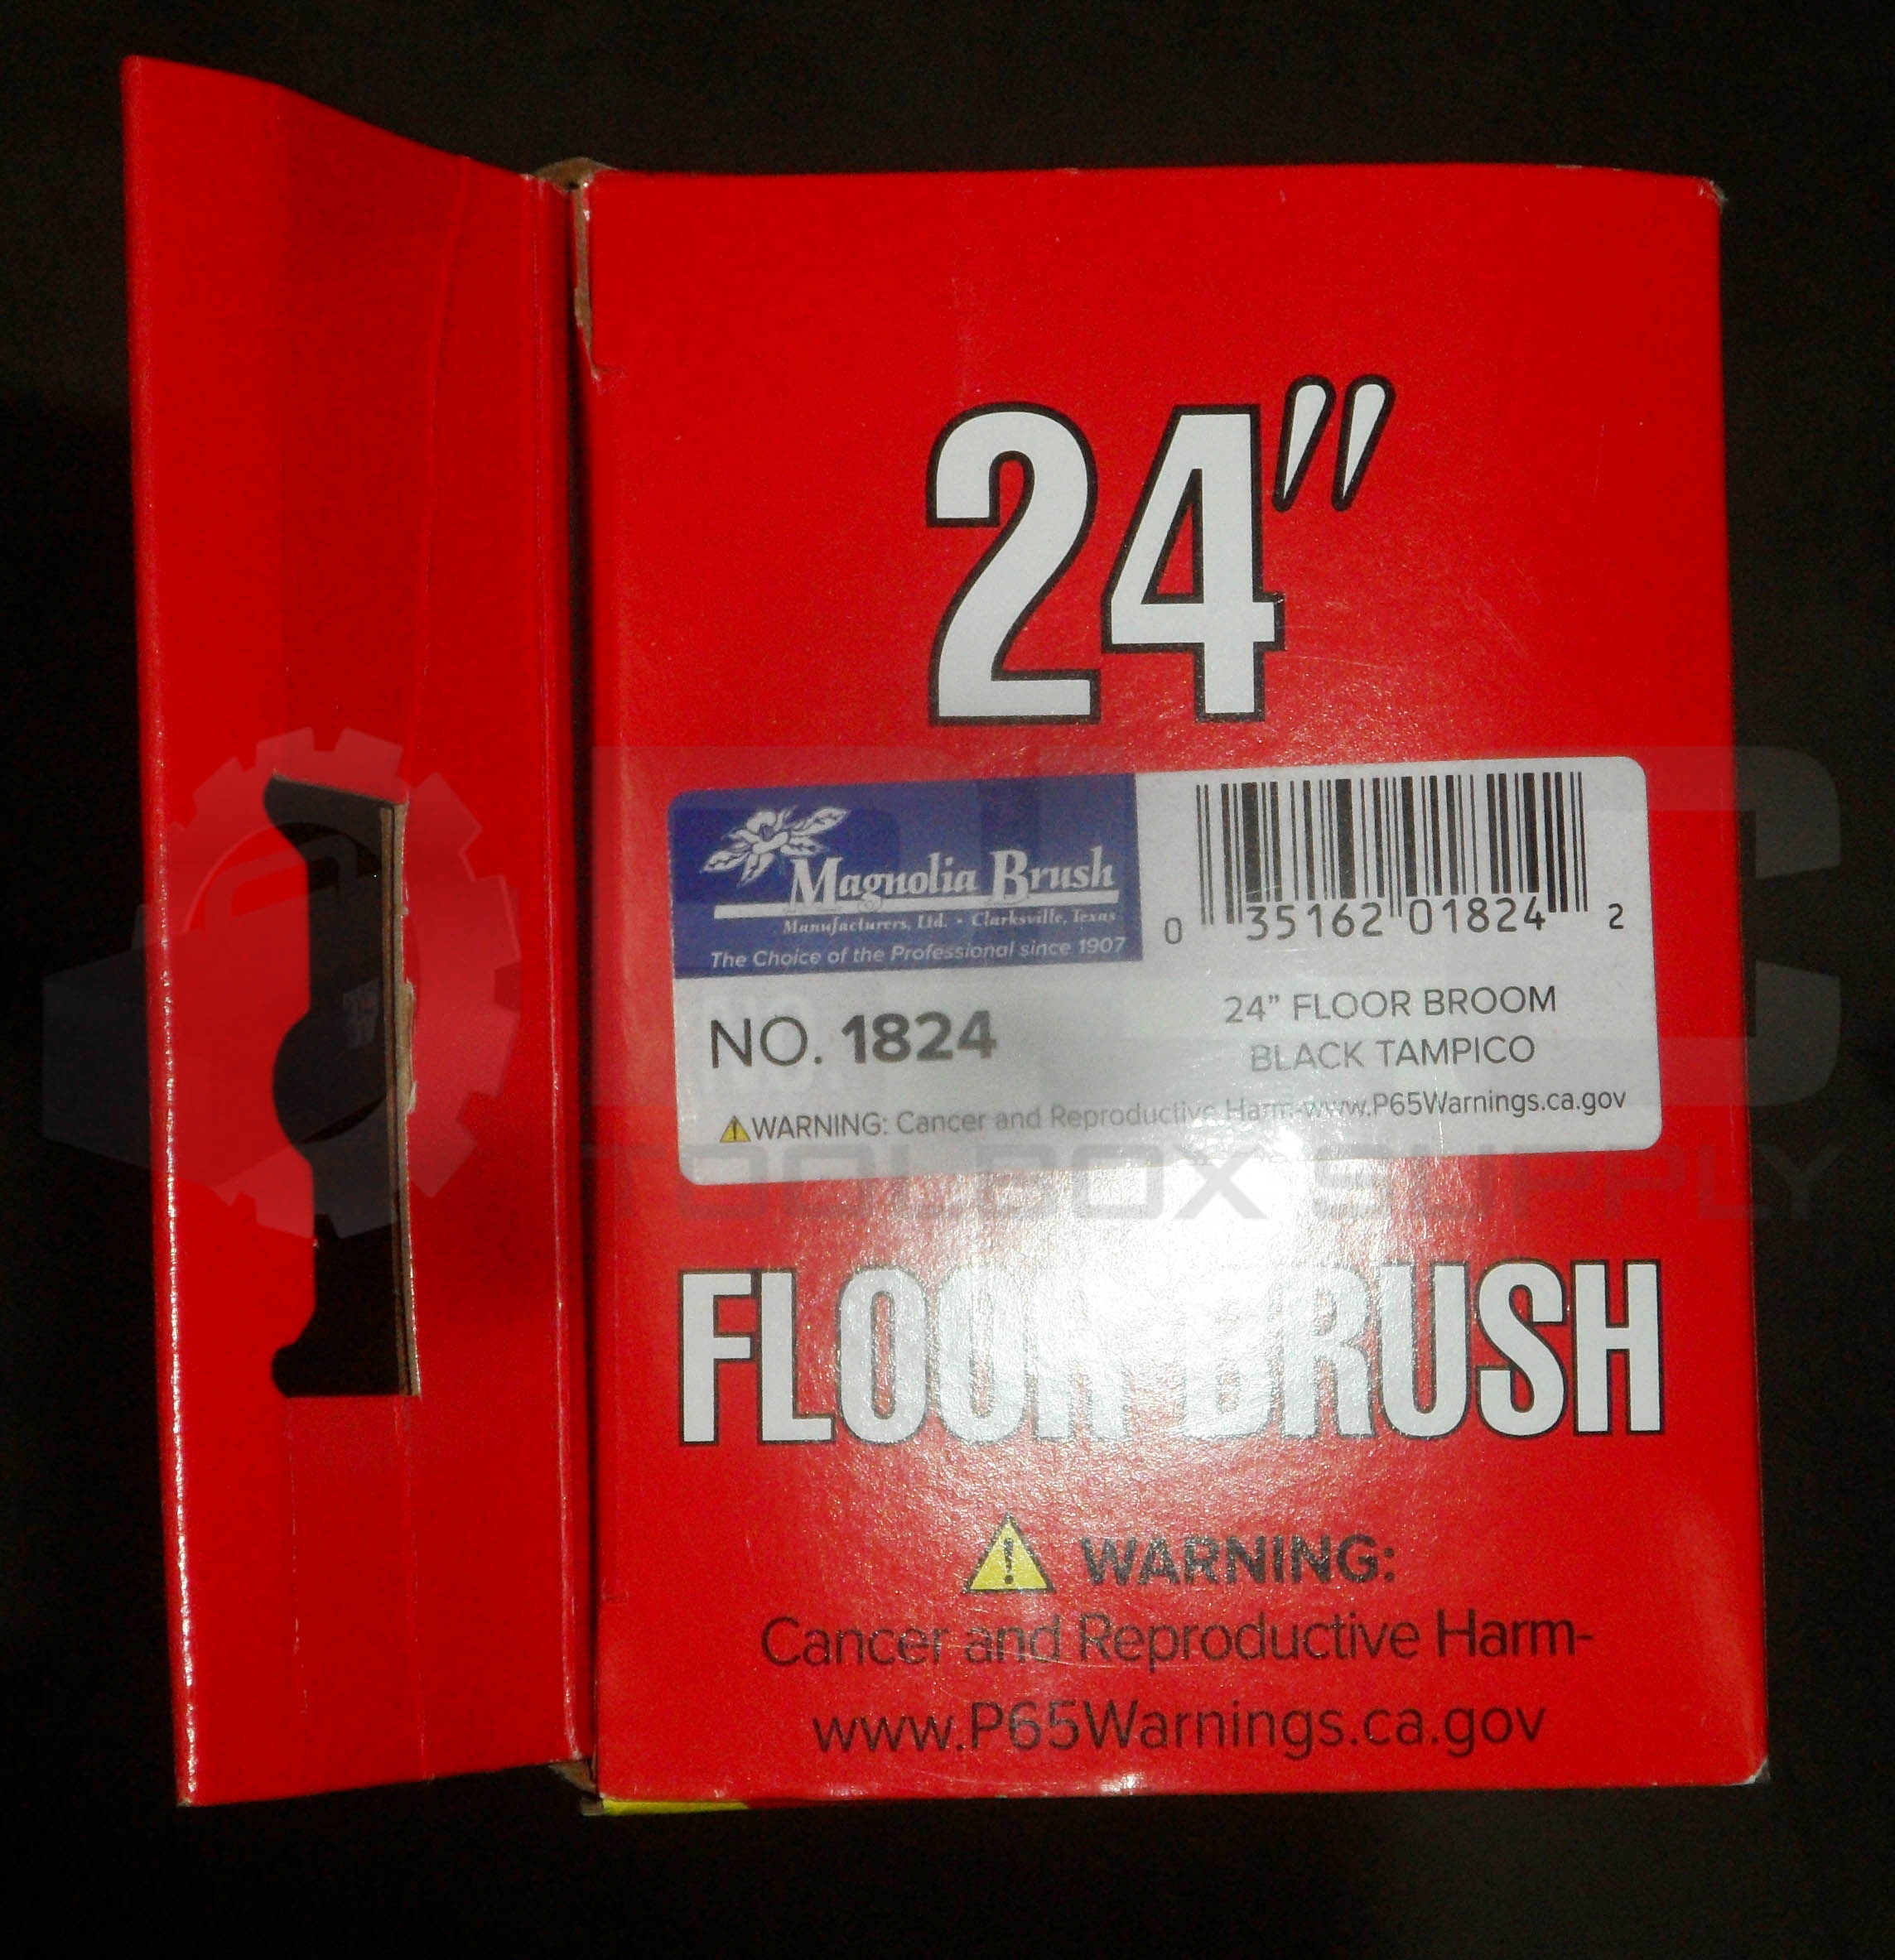 24"
Magnolia Brush
Manufacturers, Ltd. • Clarksville, Texas
The Choice of the Professional since 1907
0 35162 01824 2
NO. 1824
24" FLOOR BROOM
BLACK TAMPICO
WARNING: Cancer and Reproductive Harm-www.P65Warnings.ca.gov
TOOLBOX SUPPLY
FLOOR BRUSH
WARNING:
Cancer and Reproductive Harm-
www.P65Warnings.ca.gov